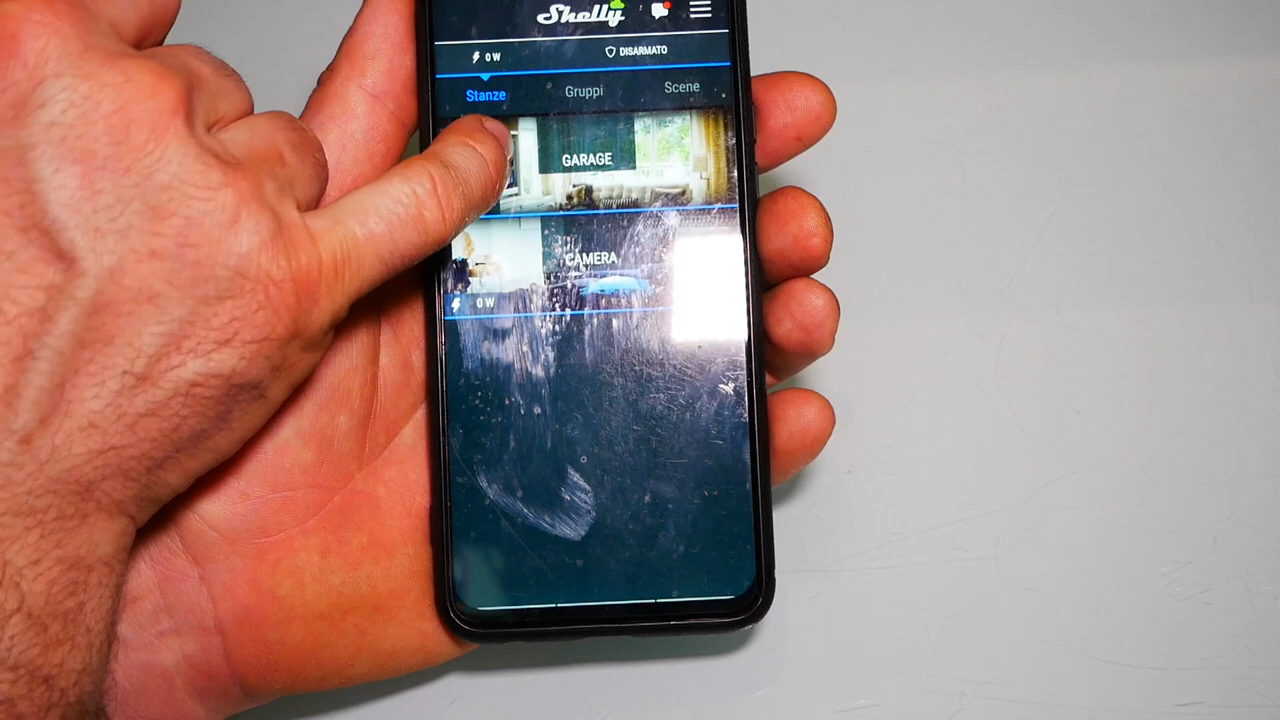 Shelly
0 W
DISARMATO
Stanze
Gruppi
Scene
GARAGE
CAMERA
0 W